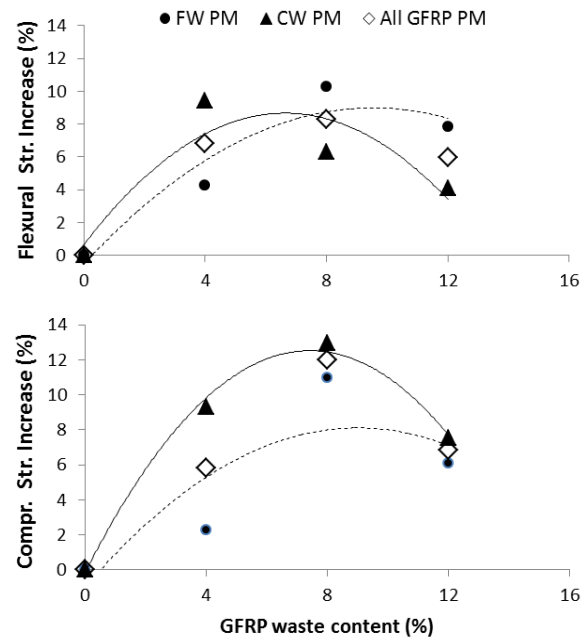 ● FW PM ▲ CW PM ◇ All GFRP PM
Flexural Str. Increase (%)
14
12
10
8
6
4
2
0
0 4 8 12 16
Compr. Str. Increase (%)
14
12
10
8
6
4
2
0
0 4 8 12 16
GFRP waste content (%)